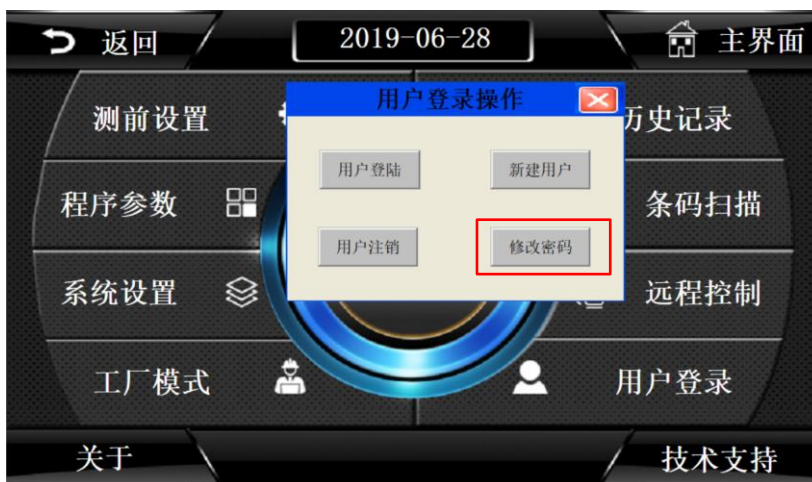 返回
2019-06-28
主界面
用户登录操作
测前设置
历史记录
用户登陆
新建用户
程序参数
条码扫描
用户注销
修改密码
系统设置
远程控制
工厂模式
用户登录
关于
技术支持